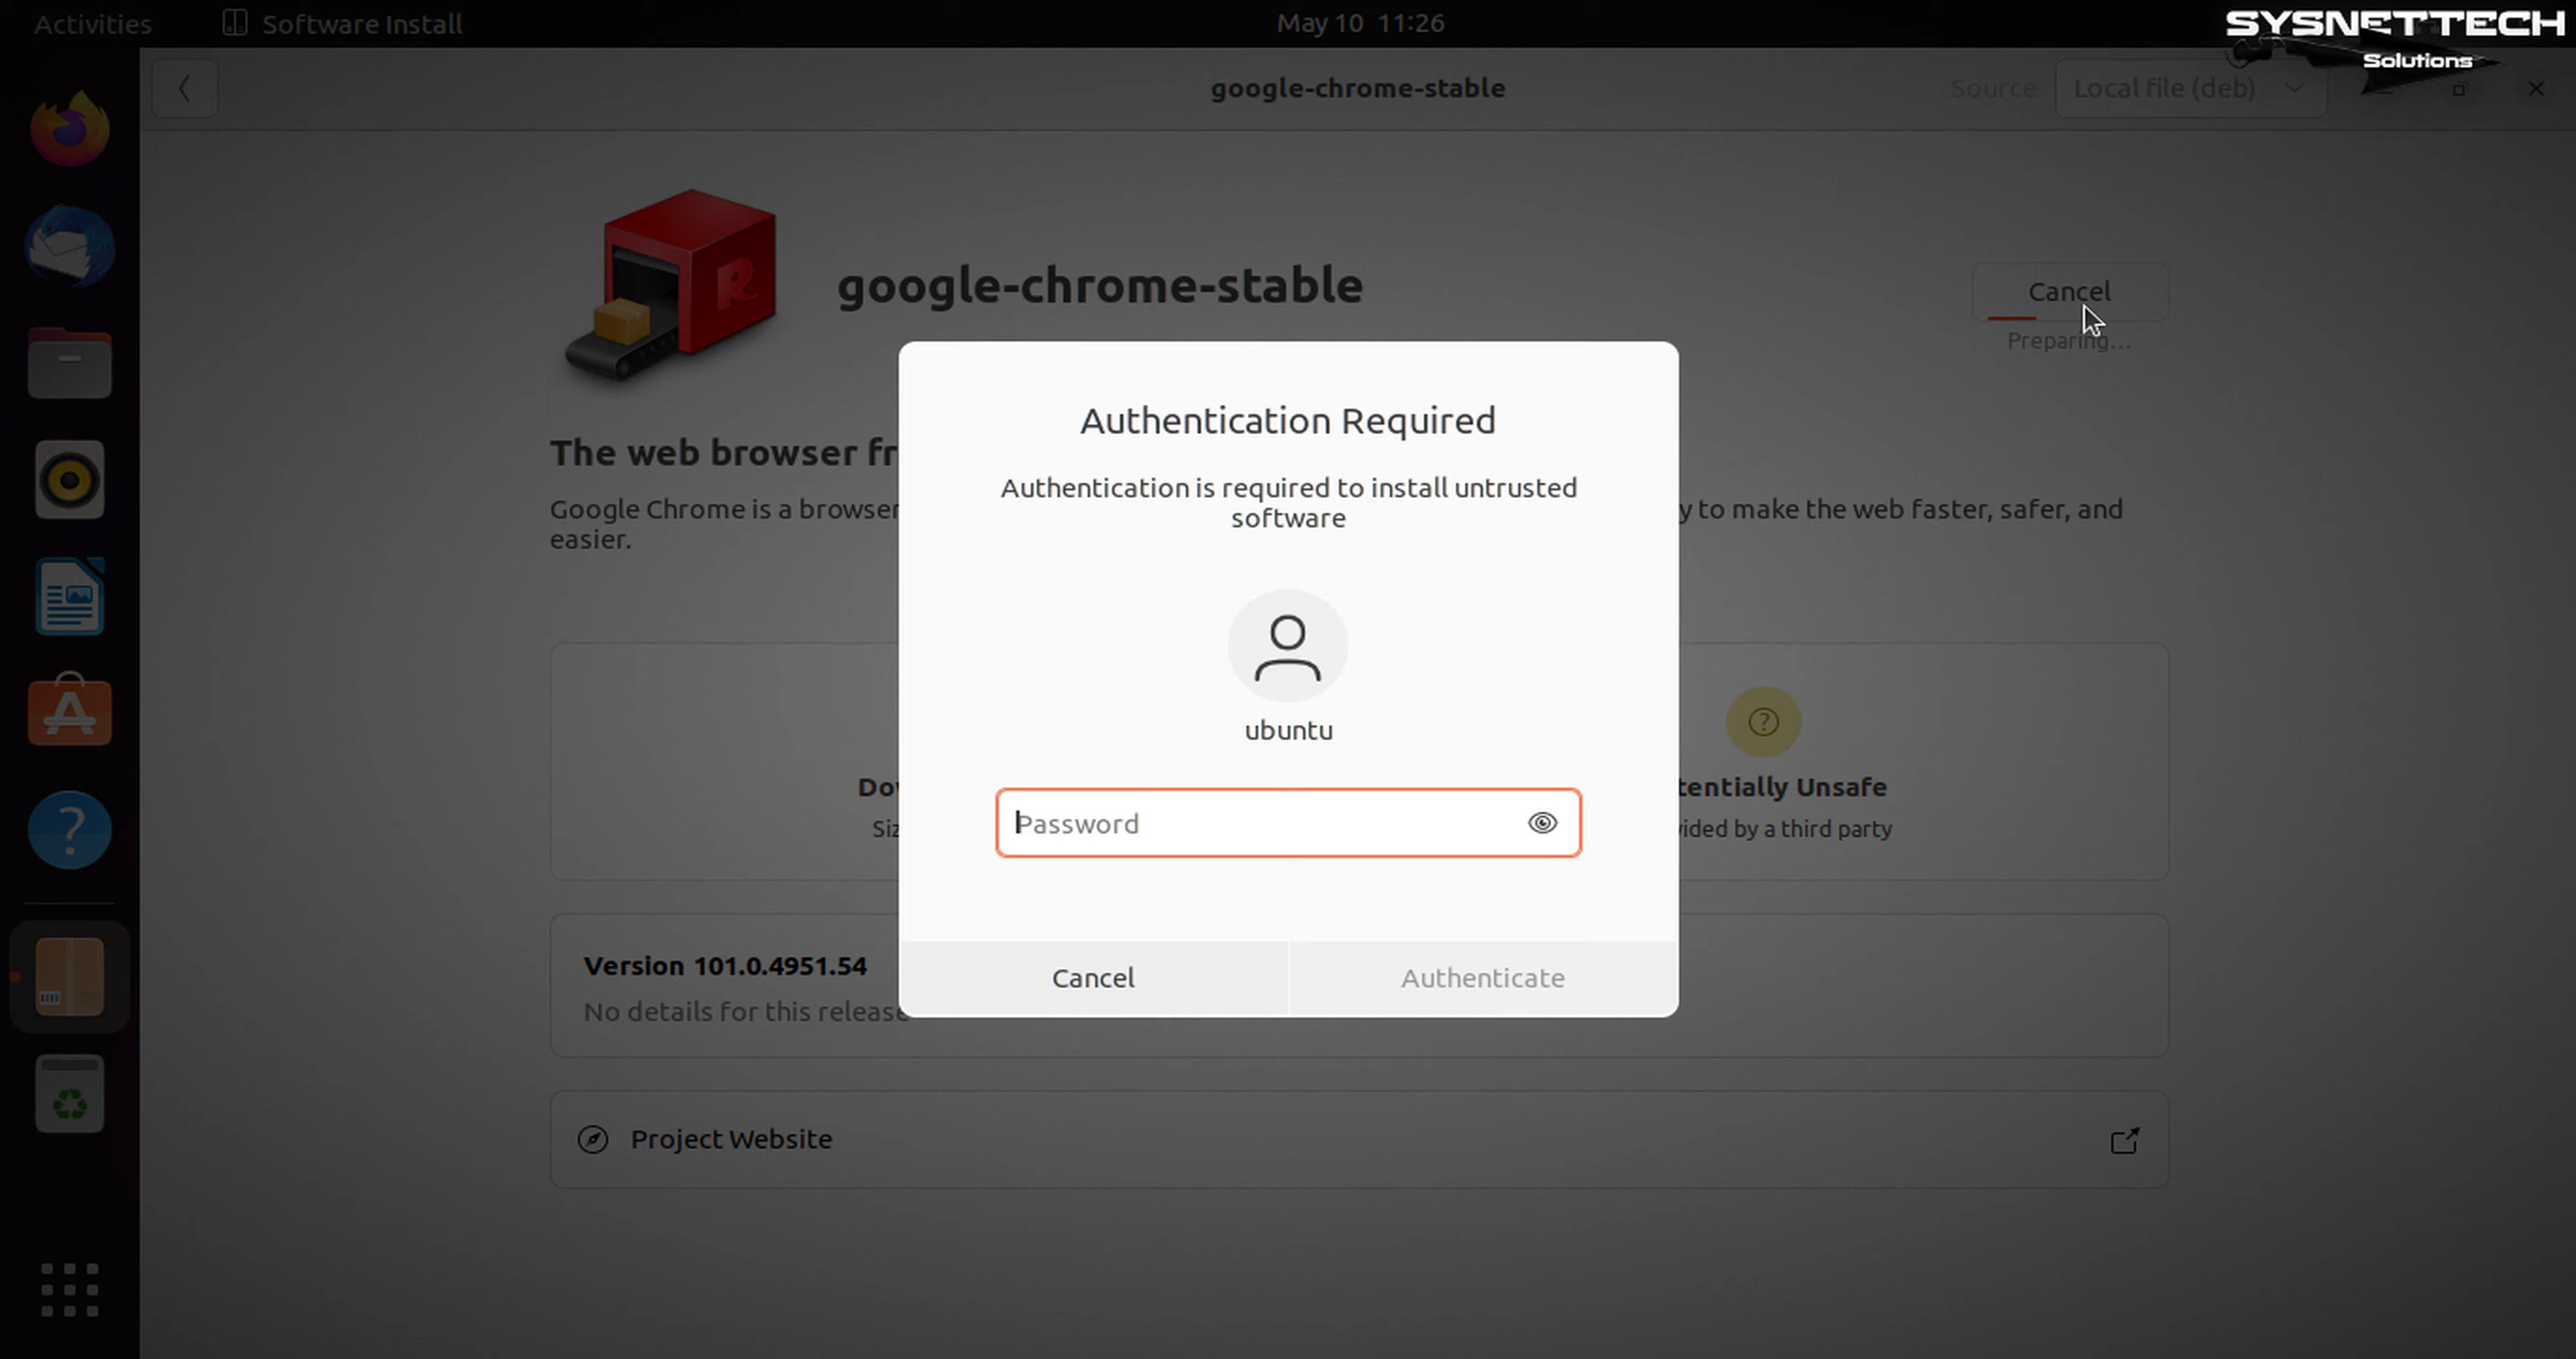 Activities
Software Install
May 10 11:26
SYSNETTECH
Solutions
google-chrome-stable
Source
Local file (deb)
R
google-chrome-stable
Cancel
Preparing...
The web browser fr
Google Chrome is a browser
y to make the web faster, safer, and
easier.
Authentication Required
Authentication is required to install untrusted
software
ubuntu
Password
Cancel
Authenticate
Dow
Siz
tentially Unsafe
vided by a third party
Version 101.0.4951.54
No details for this release
Project Website